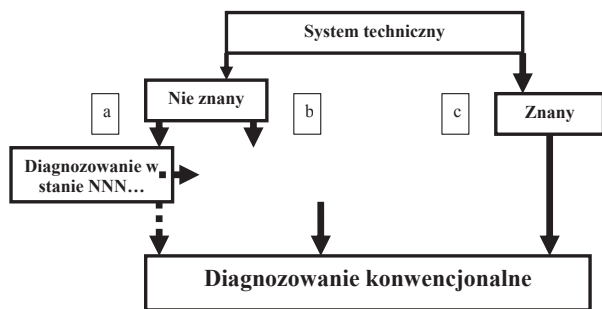 System techniczny
Nie znany
a
b
c
Znany
Diagnozowanie w
stanie NNN…
Diagnozowanie konwencjonalne